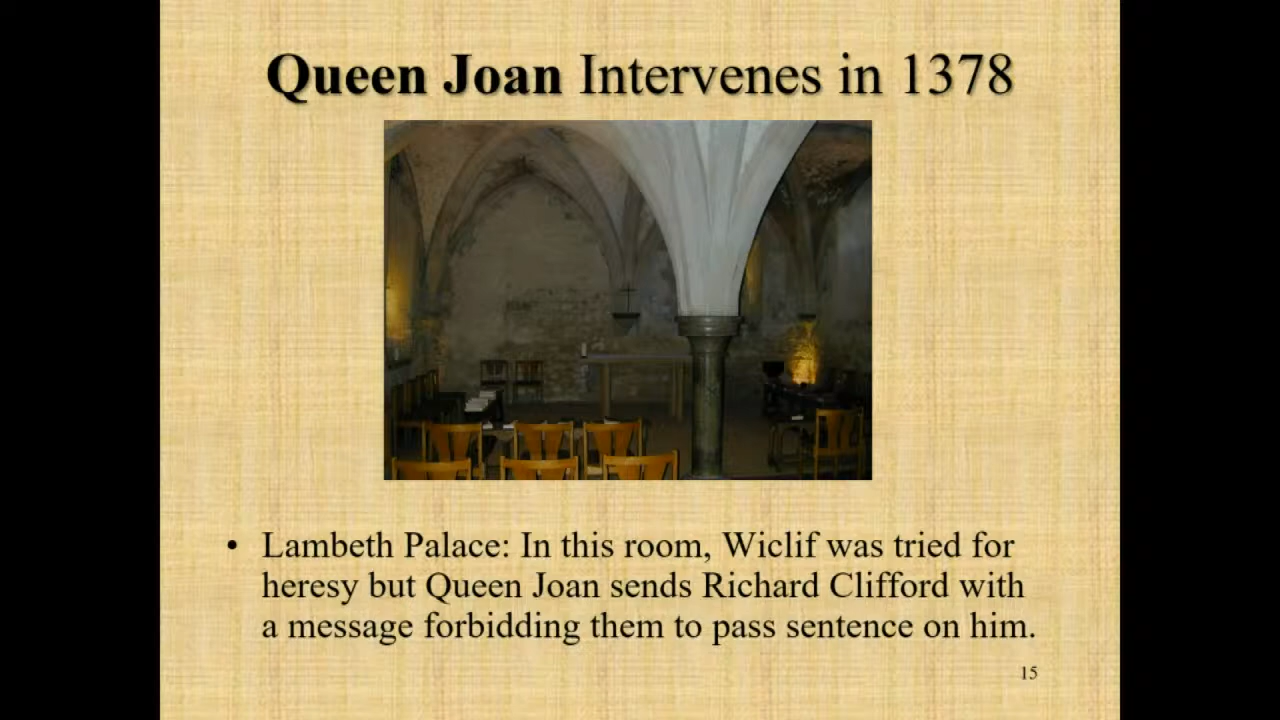 Queen Joan Intervenes in 1378
• Lambeth Palace: In this room, Wiclif was tried for
heresy but Queen Joan sends Richard Clifford with
a message forbidding them to pass sentence on him.
15